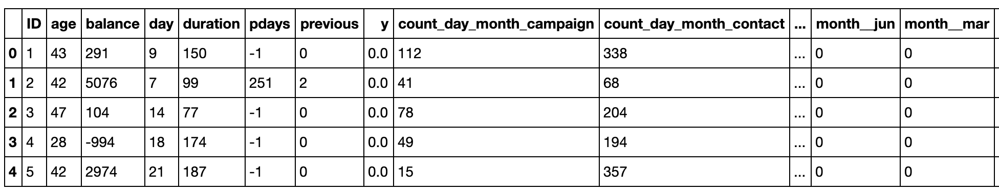 ID age balance day duration pdays previous y count_day_month_campaign count_day_month_contact ... month__jun month__mar
0 1 43 291 9 150 -1 0 0.0 112 338 ... 0 0
1 2 42 5076 7 99 251 2 0.0 41 68 ... 0 0
2 3 47 104 14 77 -1 0 0.0 78 204 ... 0 0
3 4 28 -994 18 174 -1 0 0.0 49 194 ... 0 0
4 5 42 2974 21 187 -1 0 0.0 15 357 ... 0 0